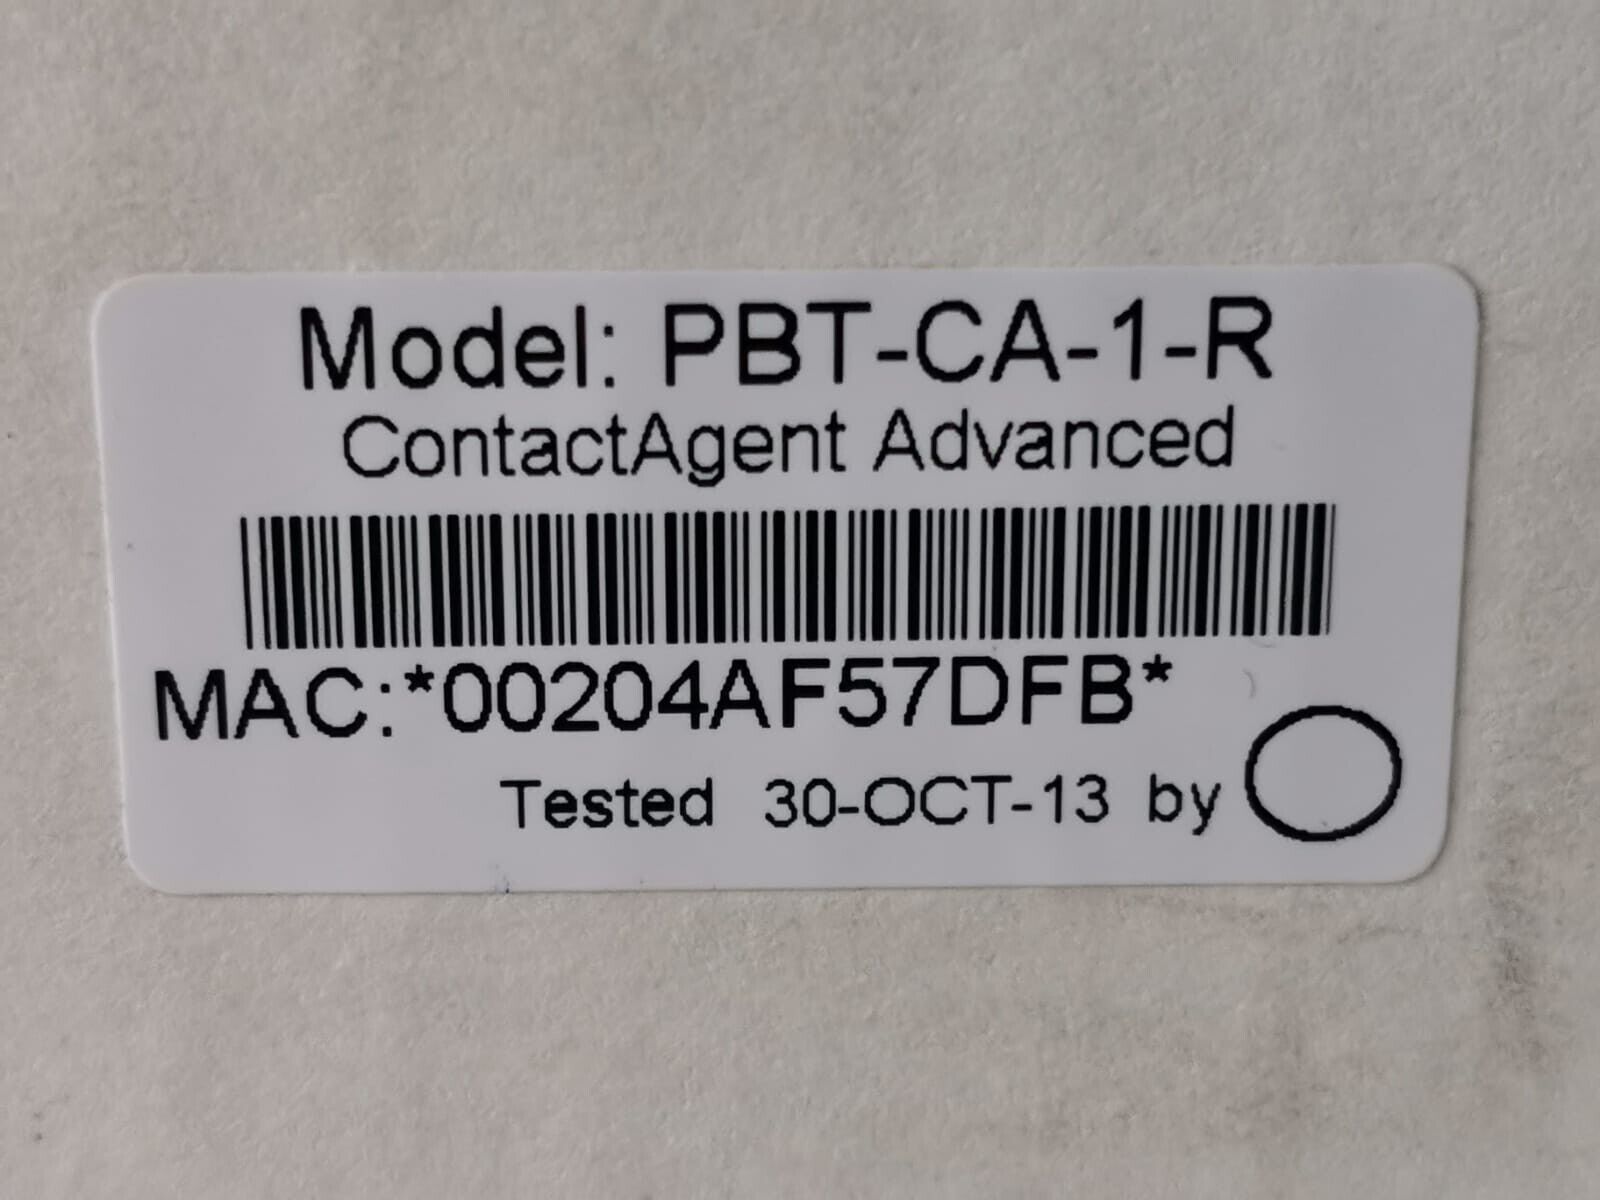 Model: PBT-CA-1-R
ContactAgent Advanced
MAC:*00204AF57DFB*
Tested 30-OCT-13 by